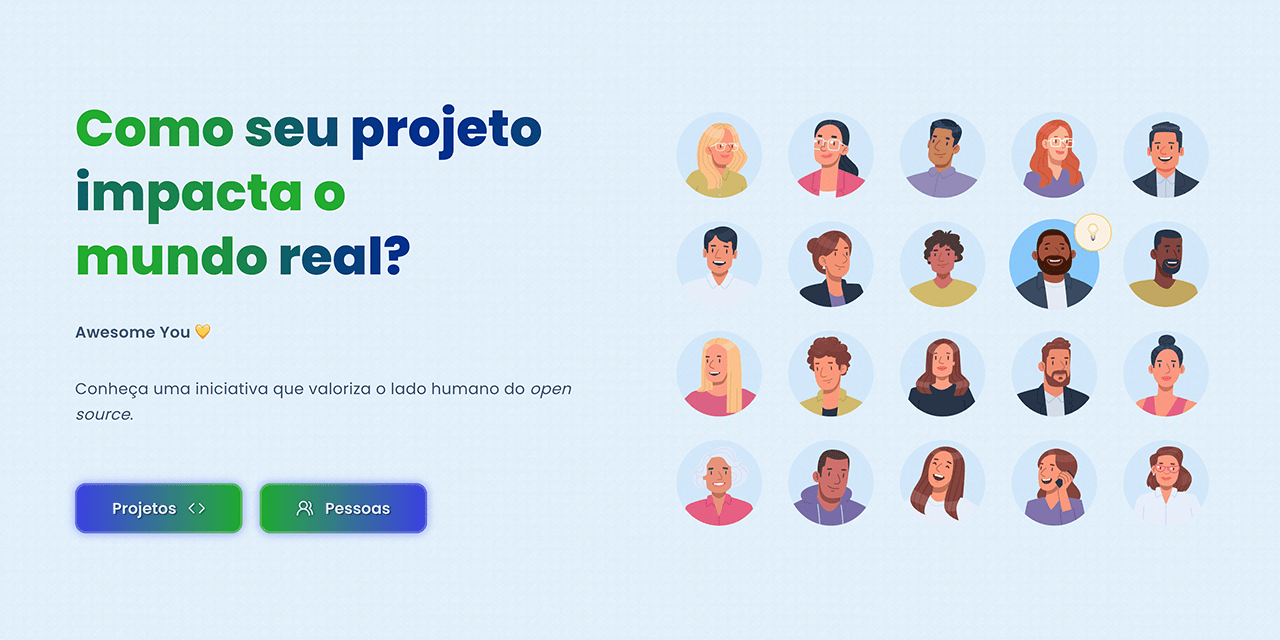 Como seu projeto
impacta o
mundo real?
Awesome You 💛
Conheça uma iniciativa que valoriza o lado humano do open
source.
Projetos <>
Pessoas